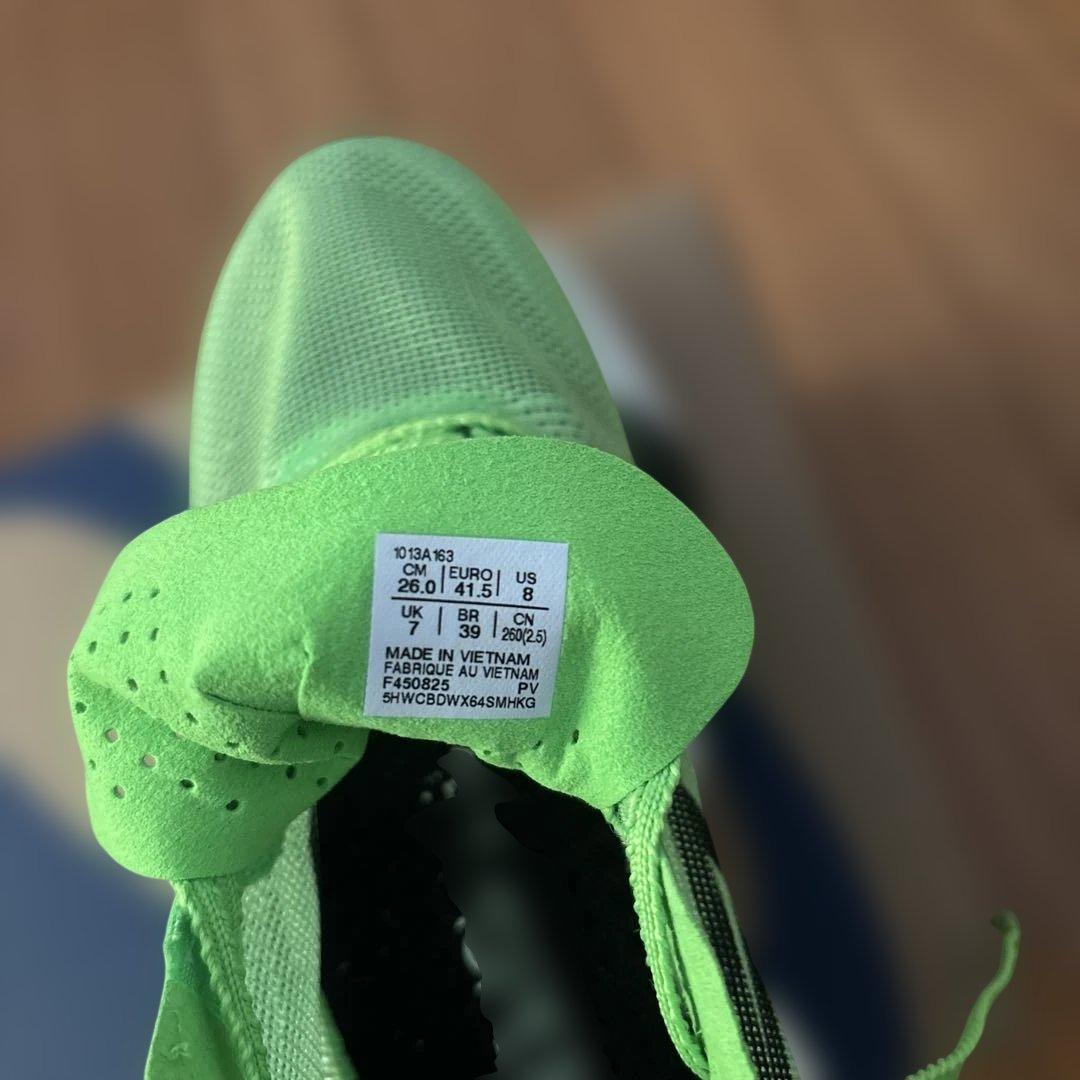 1013A163
CM | EURO | US
26.0 | 41.5 | 8
UK | BR | CN
7 | 39 | 260(2.5)
MADE IN VIETNAM
FABRIQUE AU VIETNAM
F450825 PV
5HWCBDWX64SMHKG